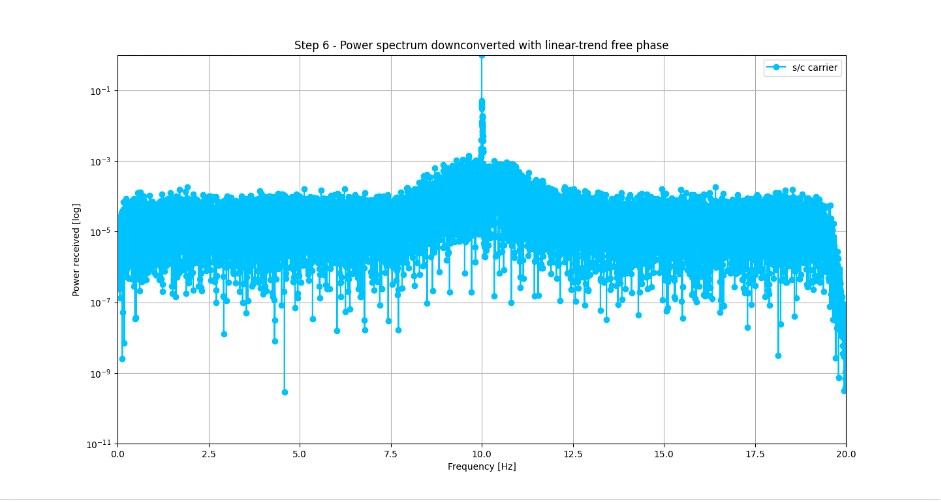 Step 6 - Power spectrum downconverted with linear-trend free phase
s/c carrier
10⁻¹
10⁻³
10⁻⁵
10⁻⁷
10⁻⁹
10⁻¹¹
Power received [log]
0.0 2.5 5.0 7.5 10.0 12.5 15.0 17.5 20.0
Frequency [Hz]